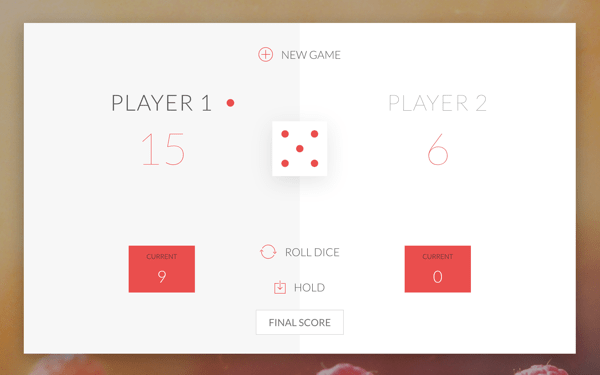 NEW GAME
PLAYER 1
PLAYER 2
15
6
CURRENT
9
CURRENT
0
ROLL DICE
HOLD
FINAL SCORE